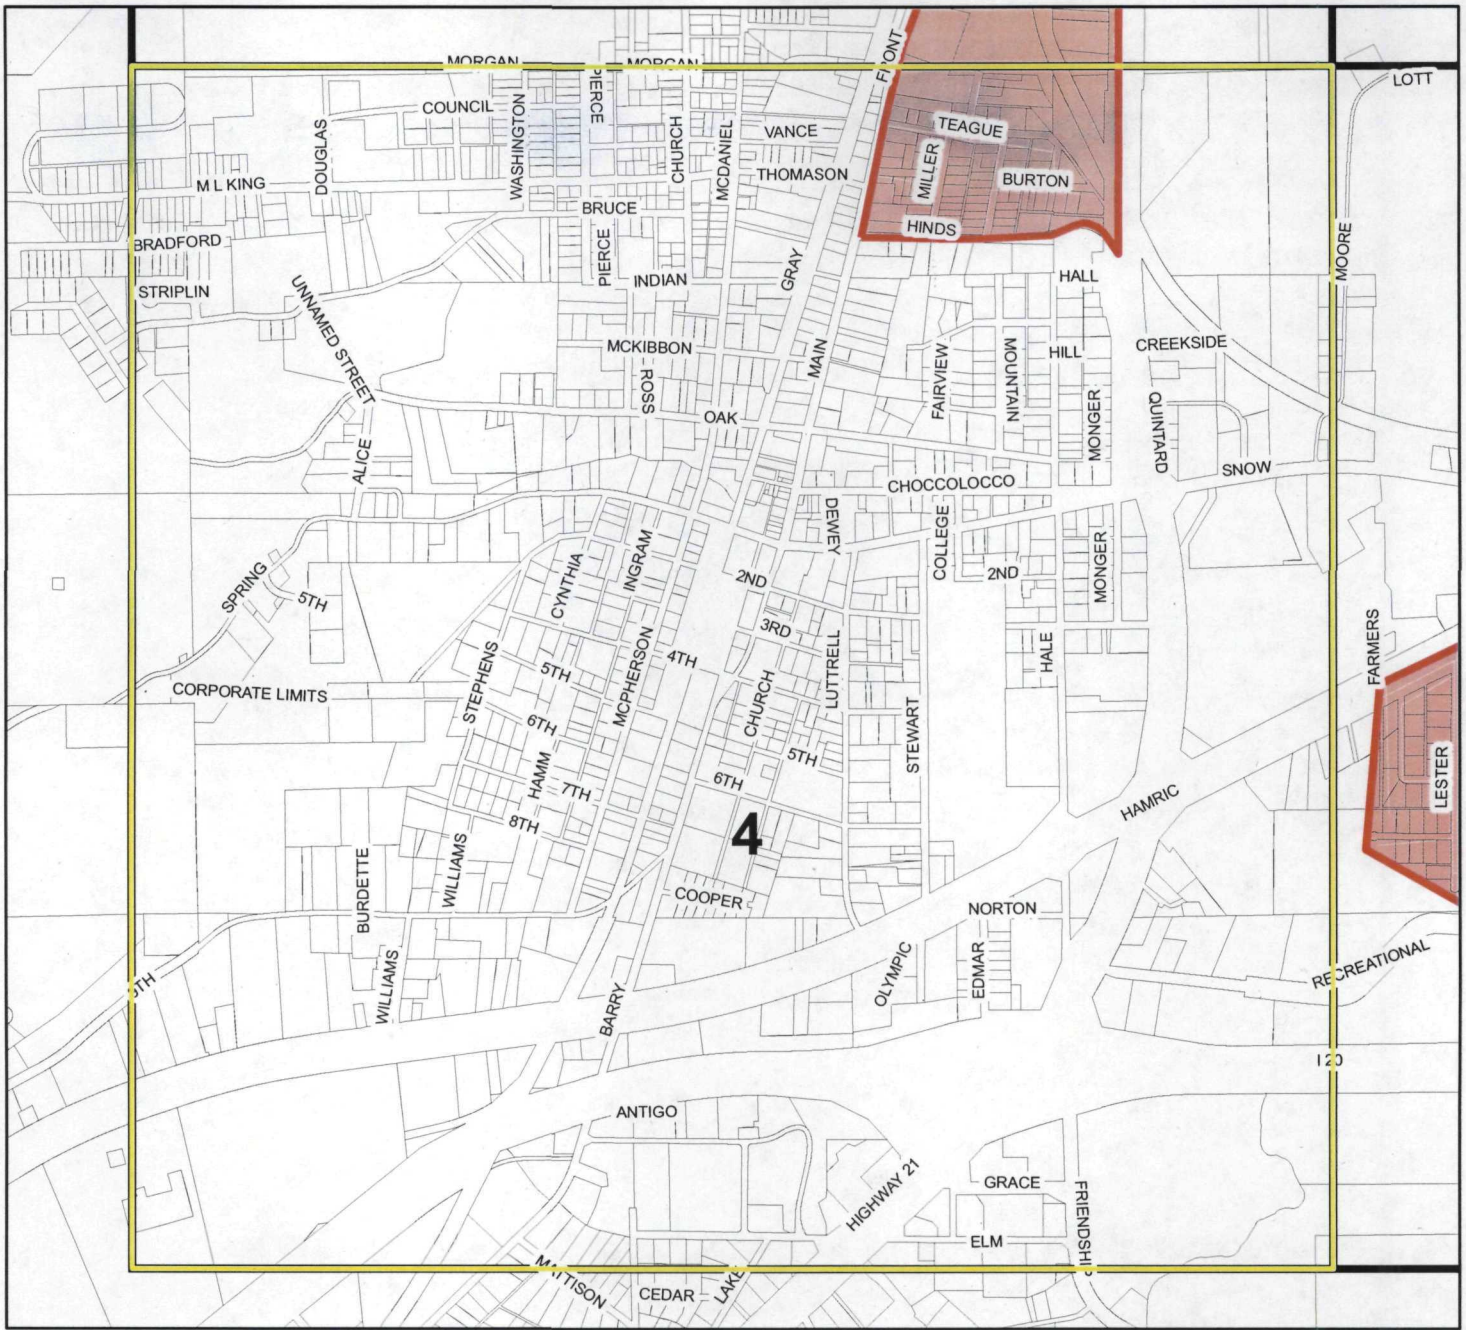 MORGAN
MORGAN
FRONT
LOTT
PIERCE
COUNCIL
WASHINGTON
DOUGLAS
CHURCH
MCDANIEL
VANCE
TEAGUE
THOMASON
MILLER
BURTON
M L KING
BRUCE
HINDS
BRADFORD
PIERCE
MOORE
STRIPLIN
INDIAN
GRAY
HALL
UNNAMED STREET
MCKIBBON
MAIN
FAIRVIEW
MOUNTAIN
HILL
CREEKSIDE
ROSS
OAK
MONGER
QUINTARD
ALICE
CHOCCOLOCCO
SNOW
DEWEY
COLLEGE
SPRING
5TH
CYNTHIA
INGRAM
2ND
2ND
MONGER
3RD
FARMERS
HALE
LUTTRELL
MCPHERSON
4TH
STEPHENS
5TH
CORPORATE LIMITS
CHURCH
6TH
STEWART
5TH
HAMM
7TH
6TH
LESTER
HAMRIC
8TH
4
WILLIAMS
BURDETTE
COOPER
NORTON
WILLIAMS
OLYMPIC
EDMAR
RECREATIONAL
BARRY
I 20
ANTIGO
HIGHWAY 21
GRACE
FRIENDSHIP
ELM
MATTISON
CEDAR
LAKE